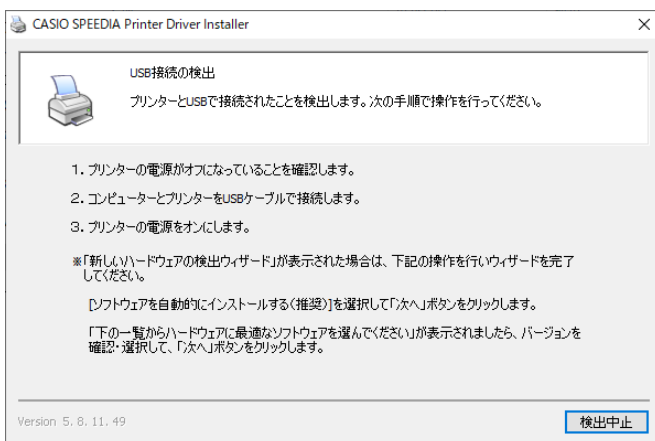 CASIO SPEEDIA Printer Driver Installer
USB接続の検出
プリンターとUSBで接続されたことを検出します。次の手順で操作を行ってください。
1. プリンターの電源がオフになっていることを確認します。
2. コンピューターとプリンターをUSBケーブルで接続します。
3. プリンターの電源をオンにします。
※「新しいハードウェアの検出ウィザード」が表示された場合は、下記の操作を行いウィザードを完了
してください。
[ソフトウェアを自動的にインストールする(推奨)]を選択して「次へ」ボタンをクリックします。
「下の一覧からハードウェアに最適なソフトウェアを選んでください」が表示されましたら、バージョンを
確認・選択して、「次へ」ボタンをクリックします。
Version 5. 8. 11. 49
検出中止